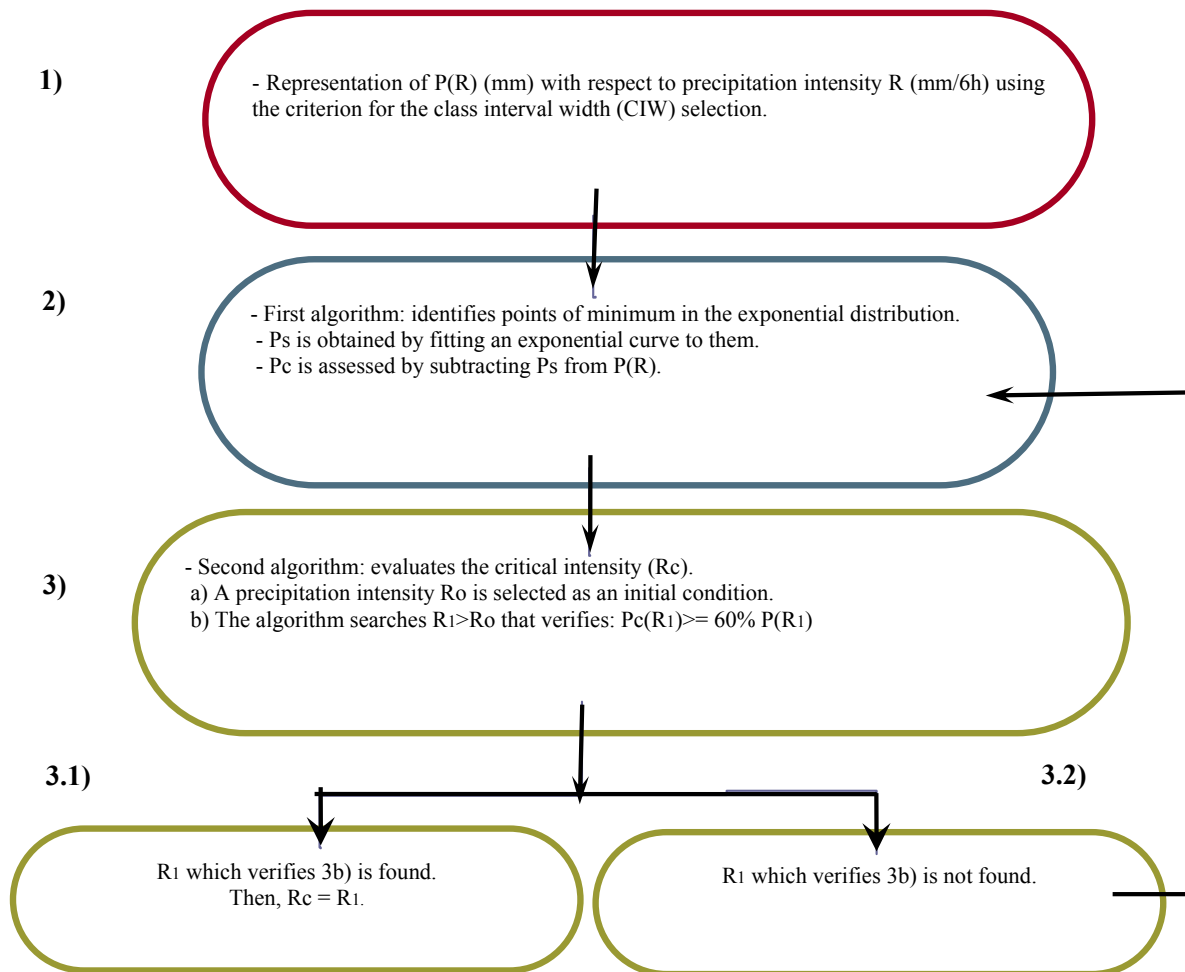 1)
- Representation of P(R) (mm) with respect to precipitation intensity R (mm/6h) using
the criterion for the class interval width (CIW) selection.
2)
- First algorithm: identifies points of minimum in the exponential distribution.
- Ps is obtained by fitting an exponential curve to them.
- Pc is assessed by subtracting Ps from P(R).
3)
- Second algorithm: evaluates the critical intensity (Rc).
a) A precipitation intensity Ro is selected as an initial condition.
b) The algorithm searches R1>Ro that verifies: Pc(R1)>= 60% P(R1)
3.1)
3.2)
R1 which verifies 3b) is found.
Then, Rc = R1.
R1 which verifies 3b) is not found.